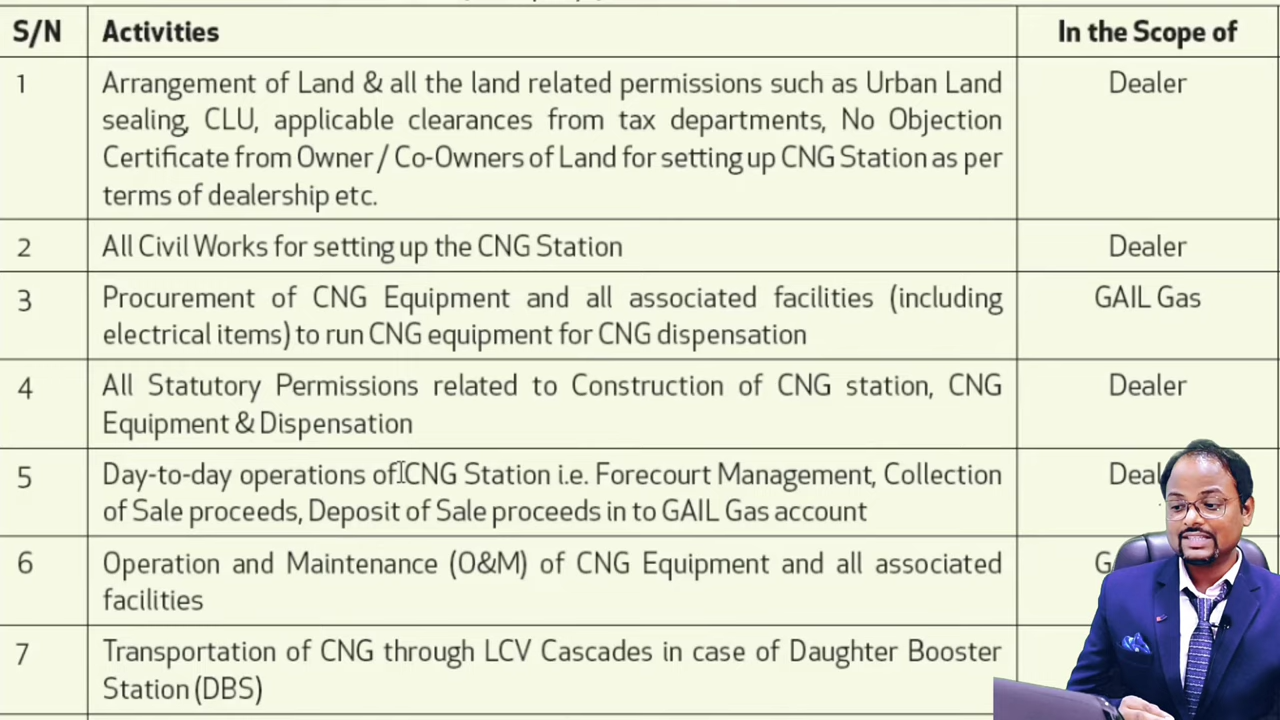 S/N Activities In the Scope of
1 Arrangement of Land & all the land related permissions such as Urban Land Dealer
sealing, CLU, applicable clearances from tax departments, No Objection
Certificate from Owner / Co-Owners of Land for setting up CNG Station as per
terms of dealership etc.
2 All Civil Works for setting up the CNG Station Dealer
3 Procurement of CNG Equipment and all associated facilities (including GAIL Gas
electrical items) to run CNG equipment for CNG dispensation
4 All Statutory Permissions related to Construction of CNG station, CNG Dealer
Equipment & Dispensation
5 Day-to-day operations of CNG Station i.e. Forecourt Management, Collection
of Sale proceeds, Deposit of Sale proceeds in to GAIL Gas account
6 Operation and Maintenance (O&M) of CNG Equipment and all associated
facilities
7 Transportation of CNG through LCV Cascades in case of Daughter Booster
Station (DBS)